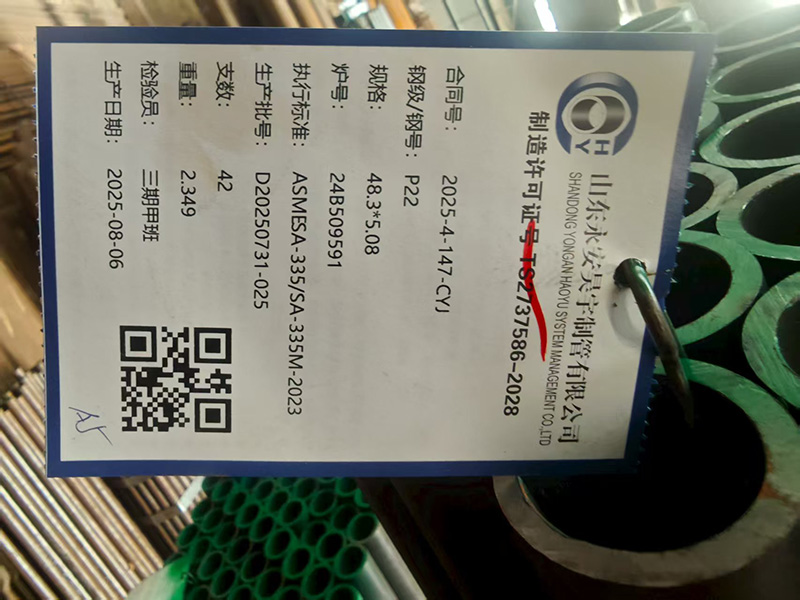 HY
山东永安昊宇制管有限公司
SHANDONG YONGAN HAOYU SYSTEM MANAGEMENT CO.,LTD
制造许可证号 TS2737586-2028
合同号: 2025-4-147-CYJ
钢级/钢号: P22
规格: 48.3*5.08
炉号: 24B509591
执行标准: ASMESA-335/SA-335M-2023
生产批号: D20250731-025
支数: 42
重量: 2.349
检验员: 三期甲班
生产日期: 2025-08-06